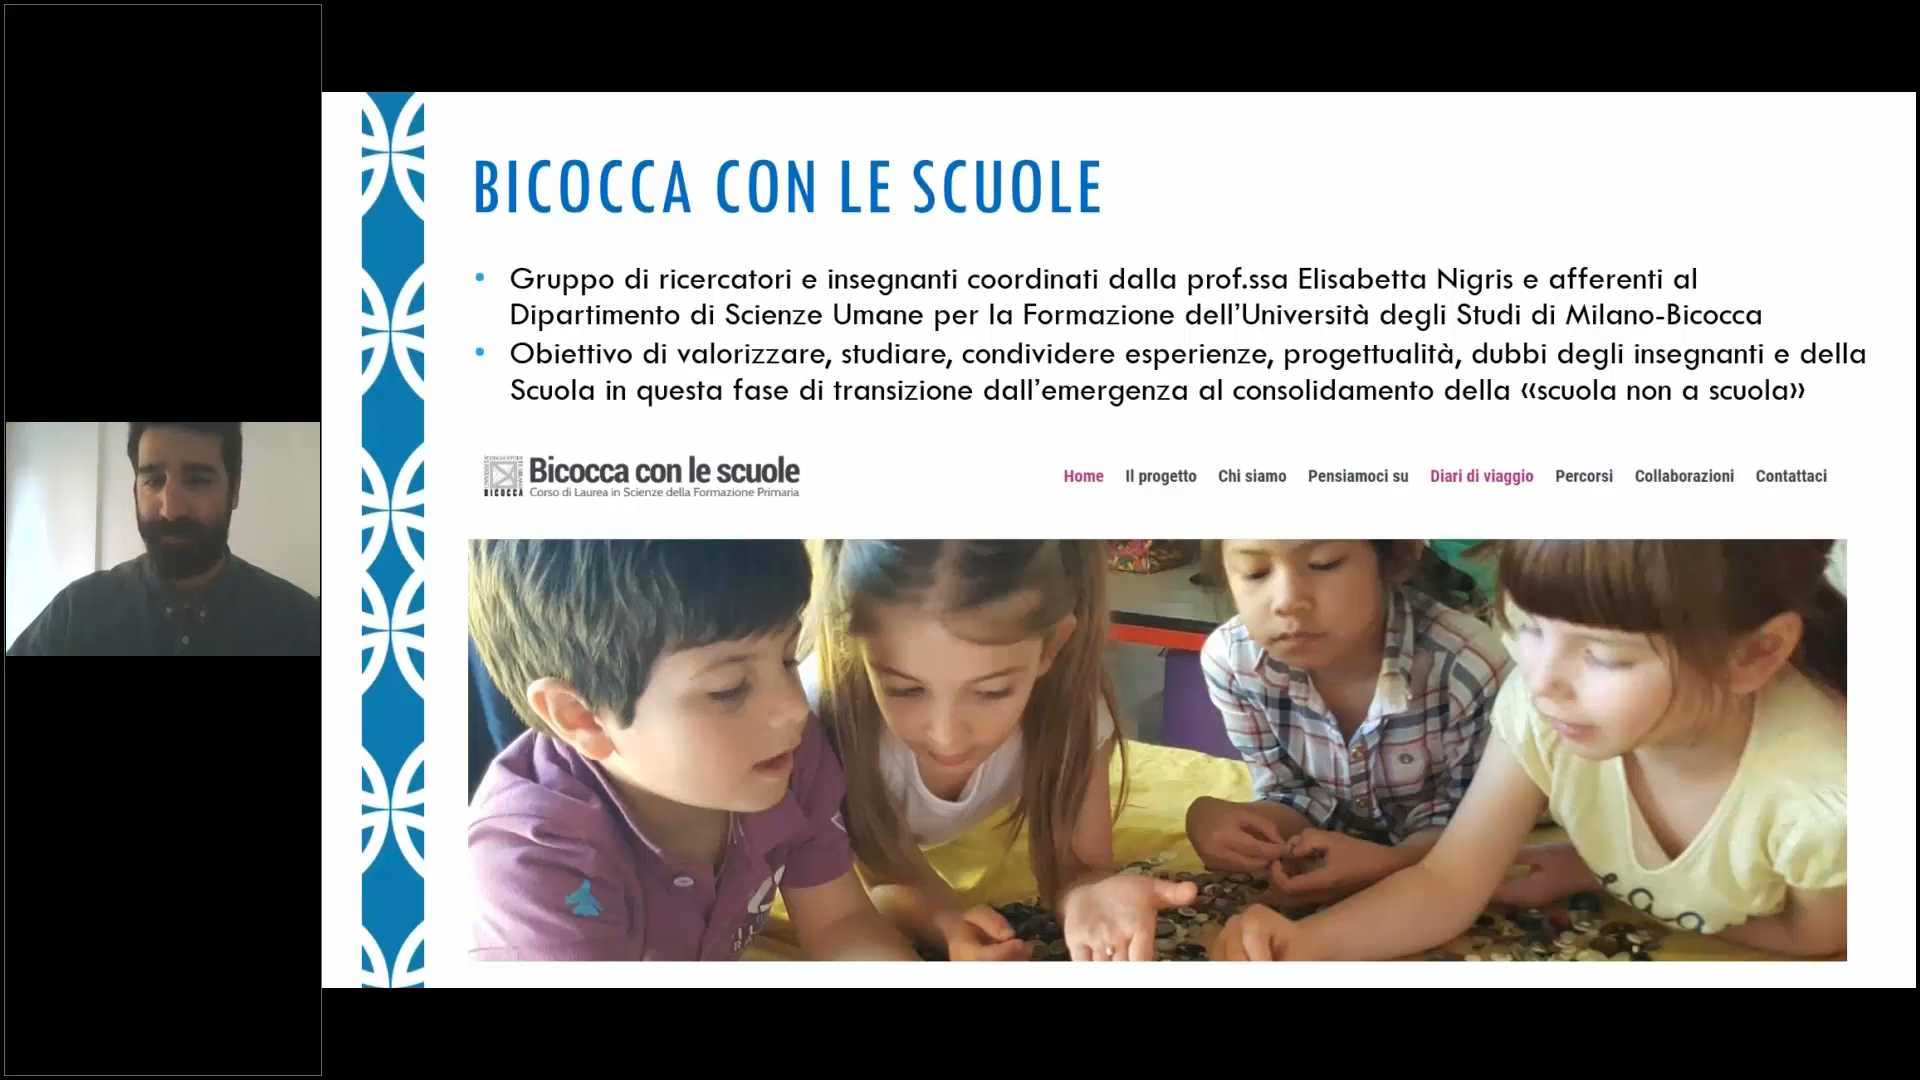 BICOCCA CON LE SCUOLE
• Gruppo di ricercatori e insegnanti coordinati dalla prof.ssa Elisabetta Nigris e afferenti al
Dipartimento di Scienze Umane per la Formazione dell'Università degli Studi di Milano-Bicocca
• Obiettivo di valorizzare, studiare, condividere esperienze, progettualità, dubbi degli insegnanti e della
Scuola in questa fase di transizione dall'emergenza al consolidamento della «scuola non a scuola»
BICOCCA
Bicocca con le scuole
Corso di Laurea in Scienze della Formazione Primaria
Home Il progetto Chi siamo Pensiamoci su Diari di viaggio Percorsi Collaborazioni Contattaci